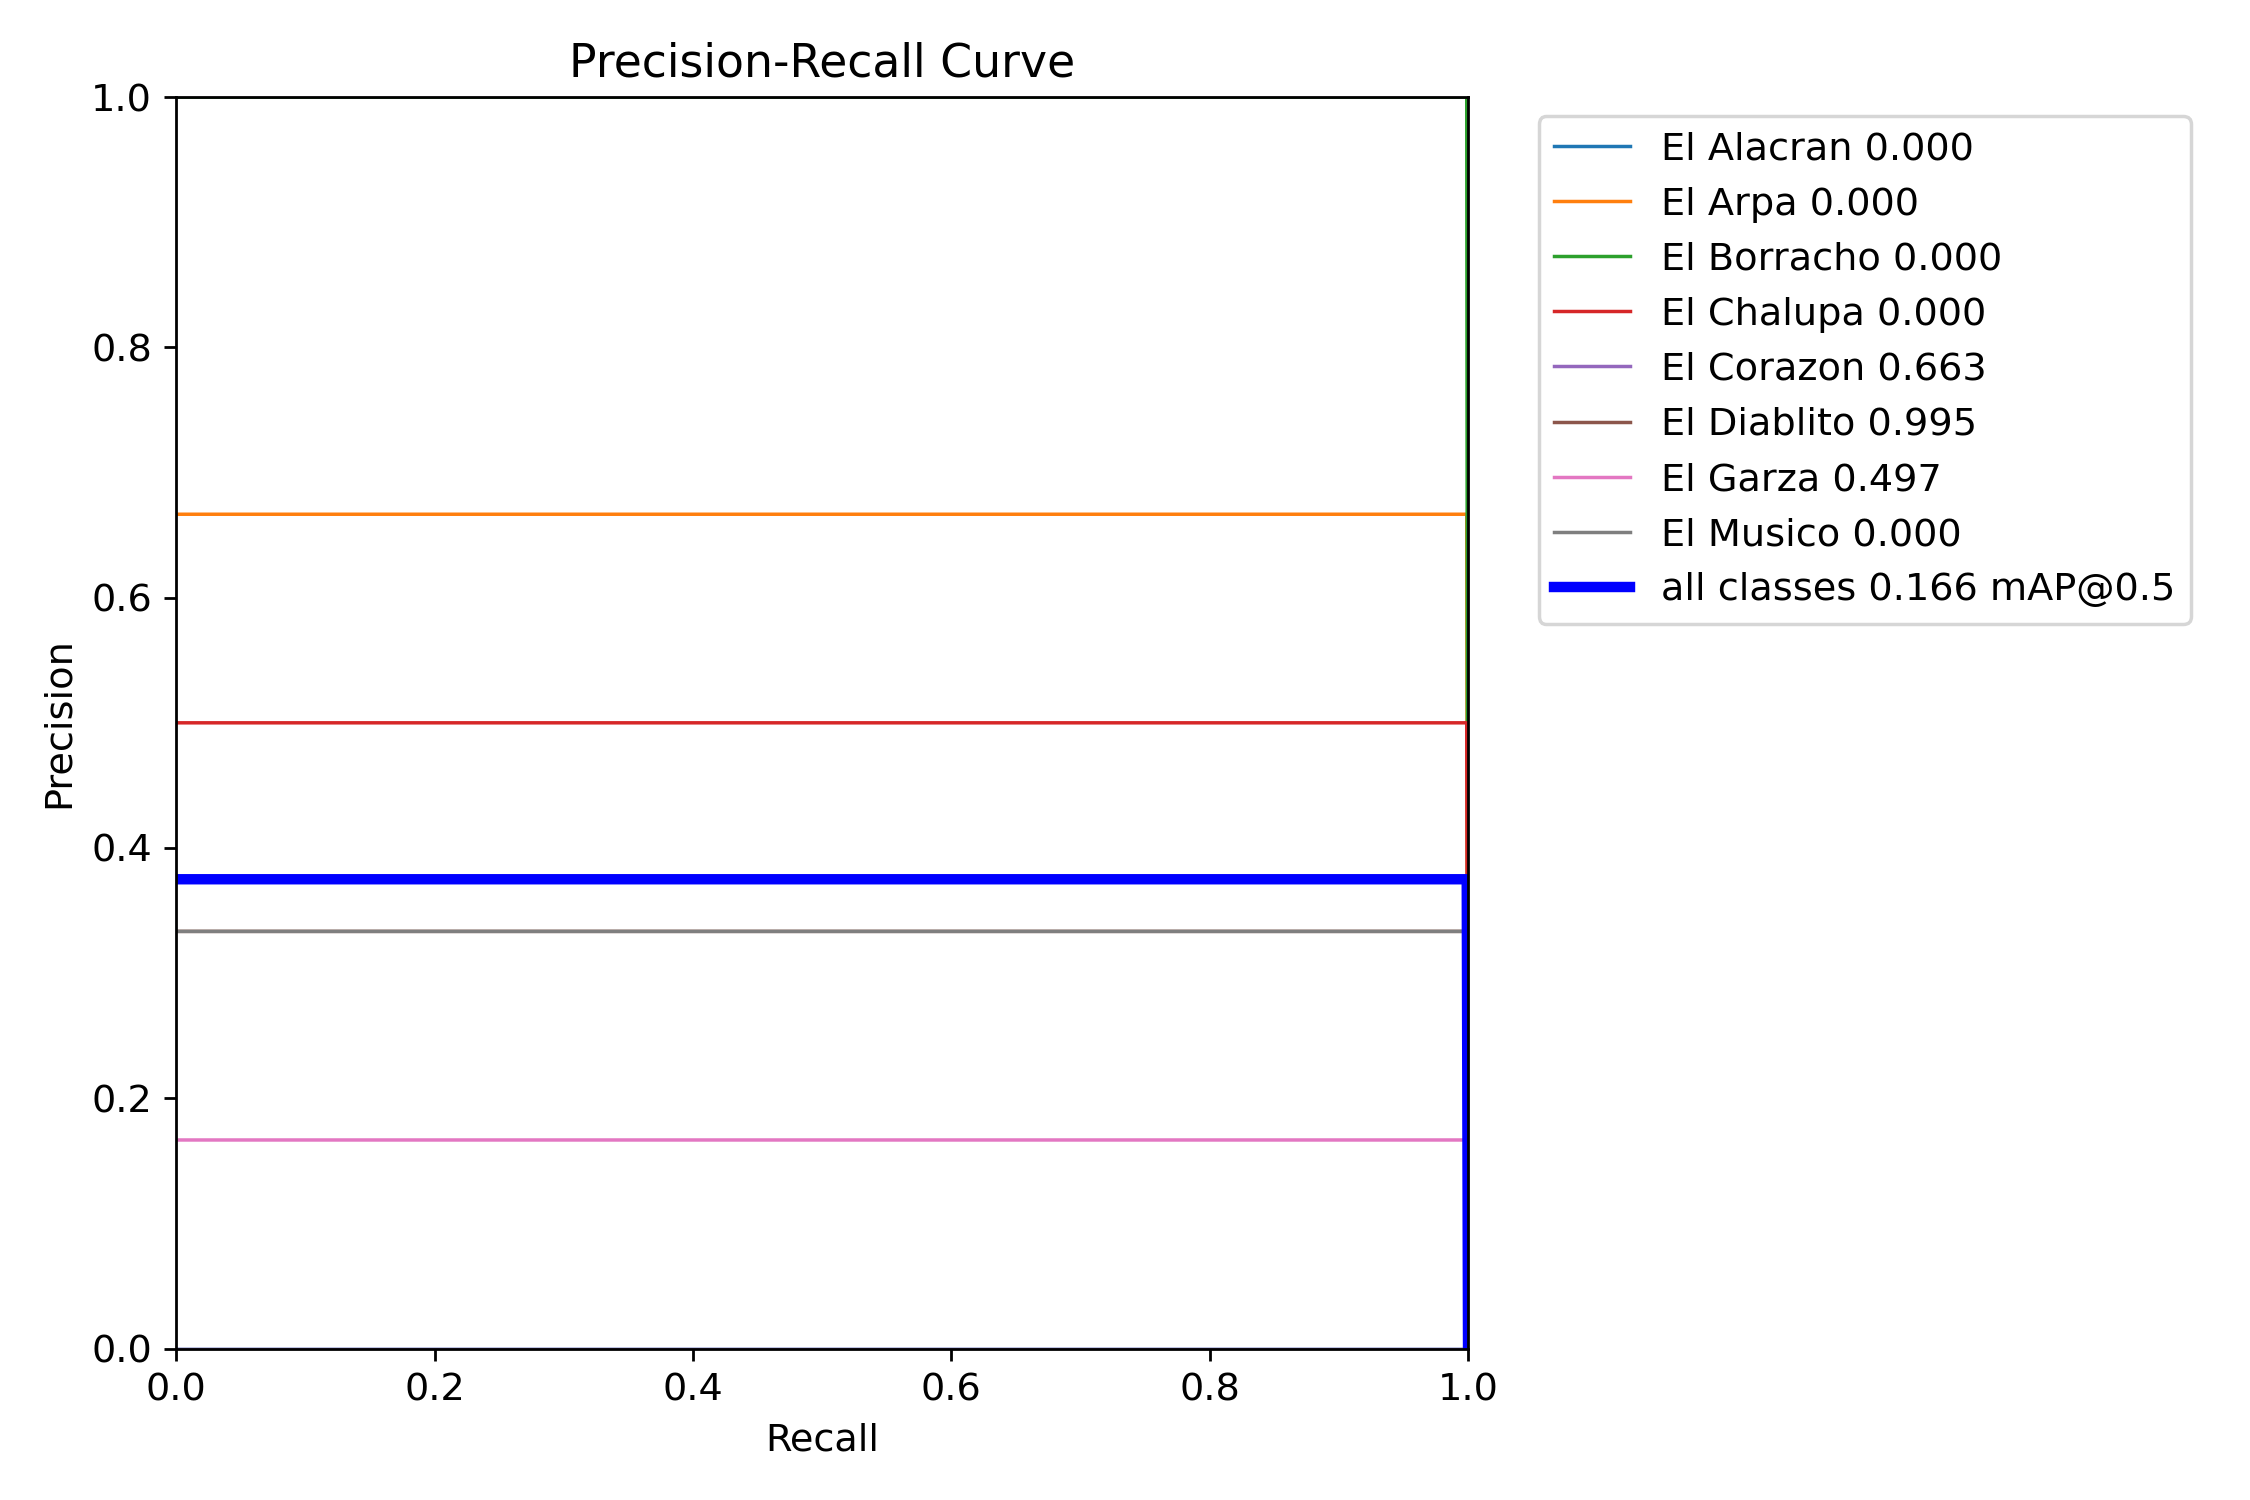 Precision-Recall Curve
1.0
0.8
0.6
0.4
0.2
0.0
Precision
0.0 0.2 0.4 0.6 0.8 1.0
Recall
El Alacran 0.000
El Arpa 0.000
El Borracho 0.000
El Chalupa 0.000
El Corazon 0.663
El Diablito 0.995
El Garza 0.497
El Musico 0.000
all classes 0.166 mAP@0.5